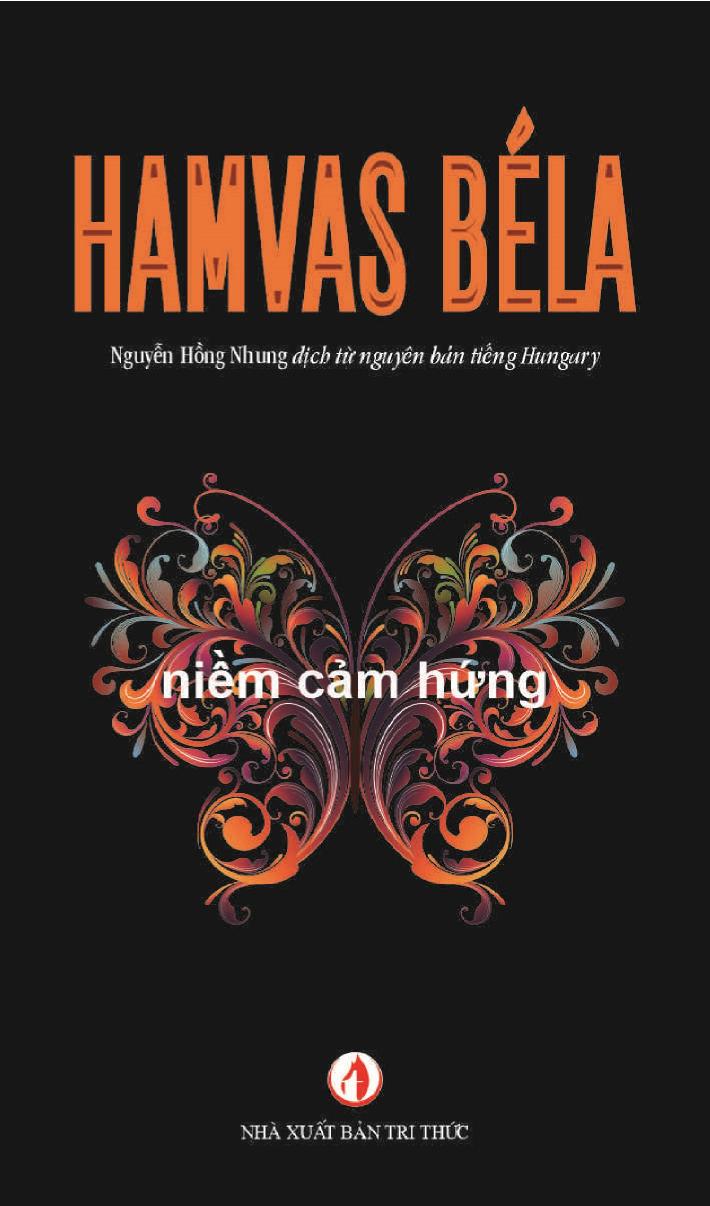 HAMVAS BÉLA
Nguyễn Hồng Nhung dịch từ nguyên bản tiếng Hungary
niềm cảm hứng
NHÀ XUẤT BẢN TRI THỨC